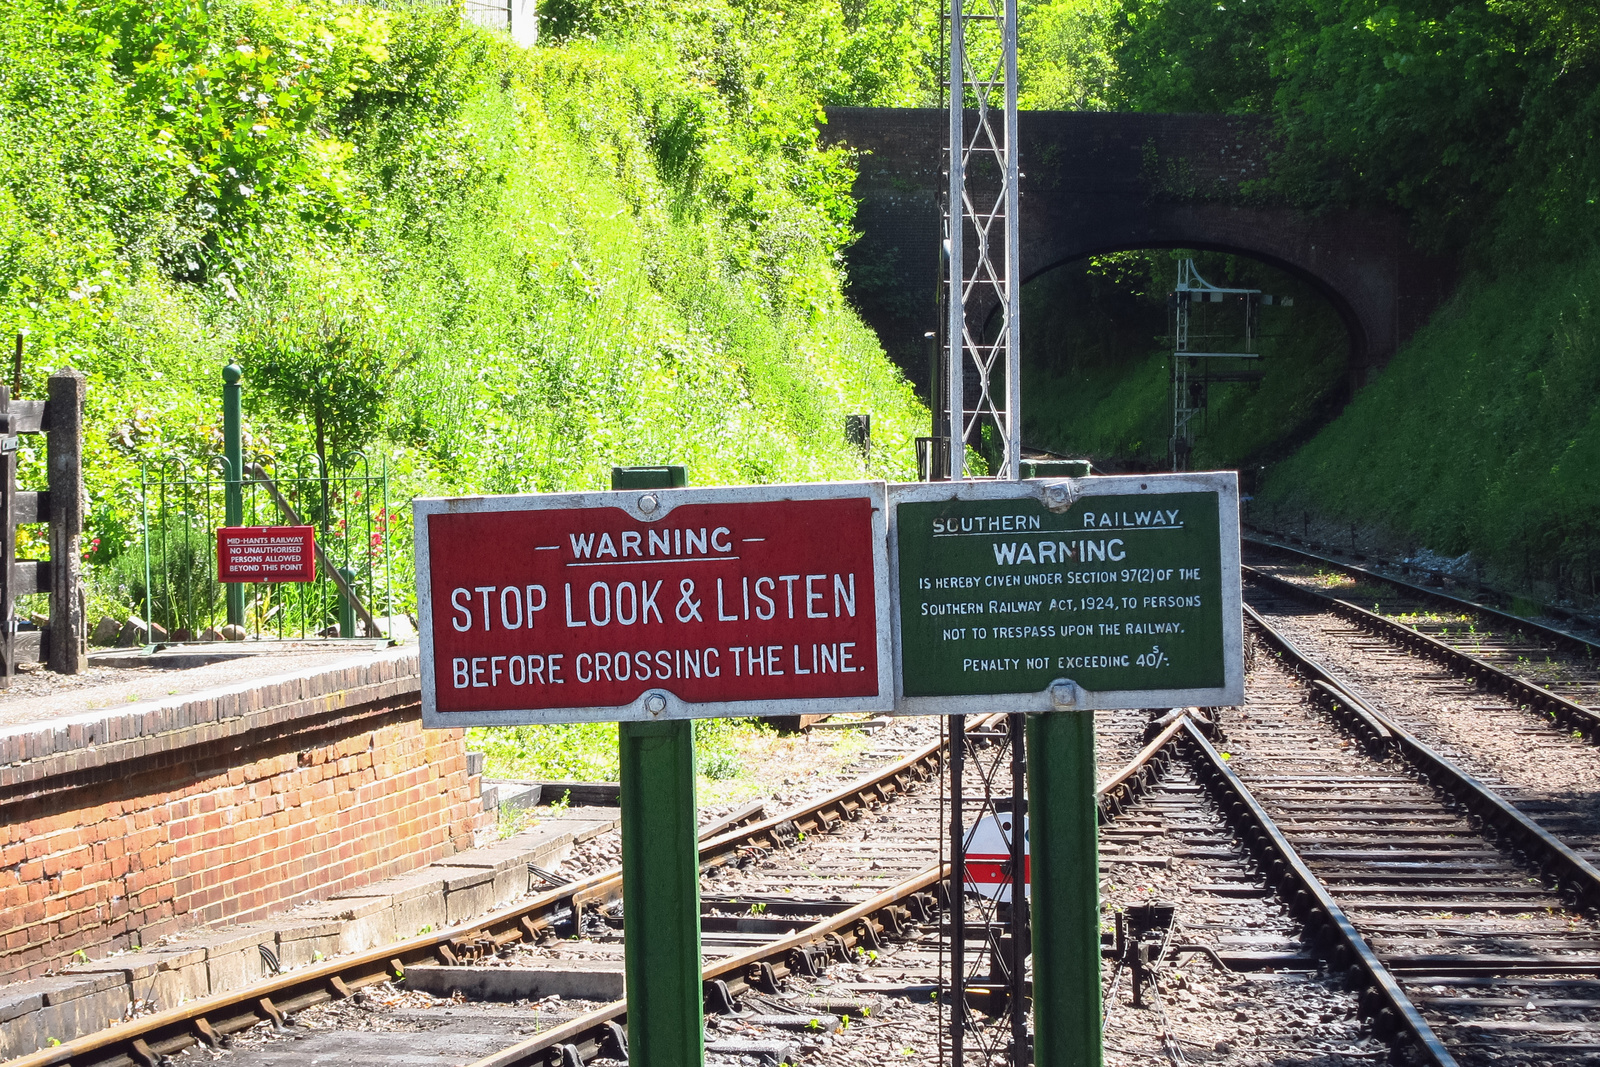 MID-HANTS RAILWAY
NO UNAUTHORISED
PERSONS ALLOWED
BEYOND THIS POINT
— WARNING —
STOP LOOK & LISTEN
BEFORE CROSSING THE LINE.
SOUTHERN RAILWAY.
WARNING
IS HEREBY GIVEN UNDER SECTION 97(2) OF THE
SOUTHERN RAILWAY ACT, 1924, TO PERSONS
NOT TO TRESPASS UPON THE RAILWAY.
PENALTY NOT EXCEEDING 40S/-.